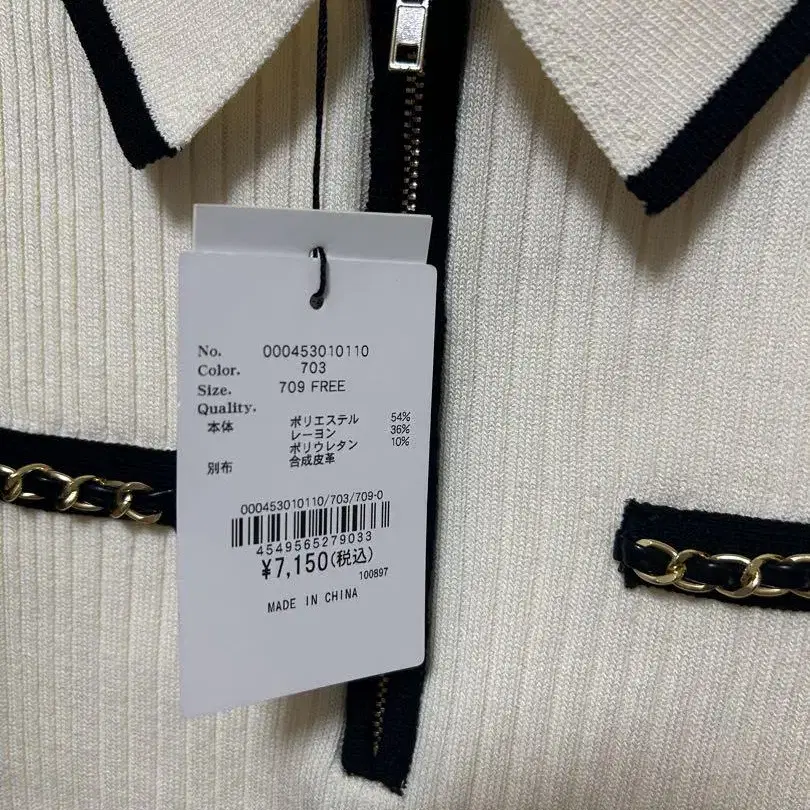 No. 000453010110
Color. 703
Size. 709 FREE
Quality.
本体 ポリエステル 54%
レーヨン 36%
ポリウレタン 10%
別布 合成皮革
000453010110/703/709-0
4549565279033
¥7,150(税込)
100897
MADE IN CHINA